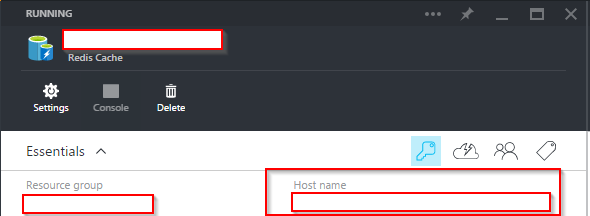 RUNNING
Redis Cache
Settings Console Delete
Essentials
Resource group Host name